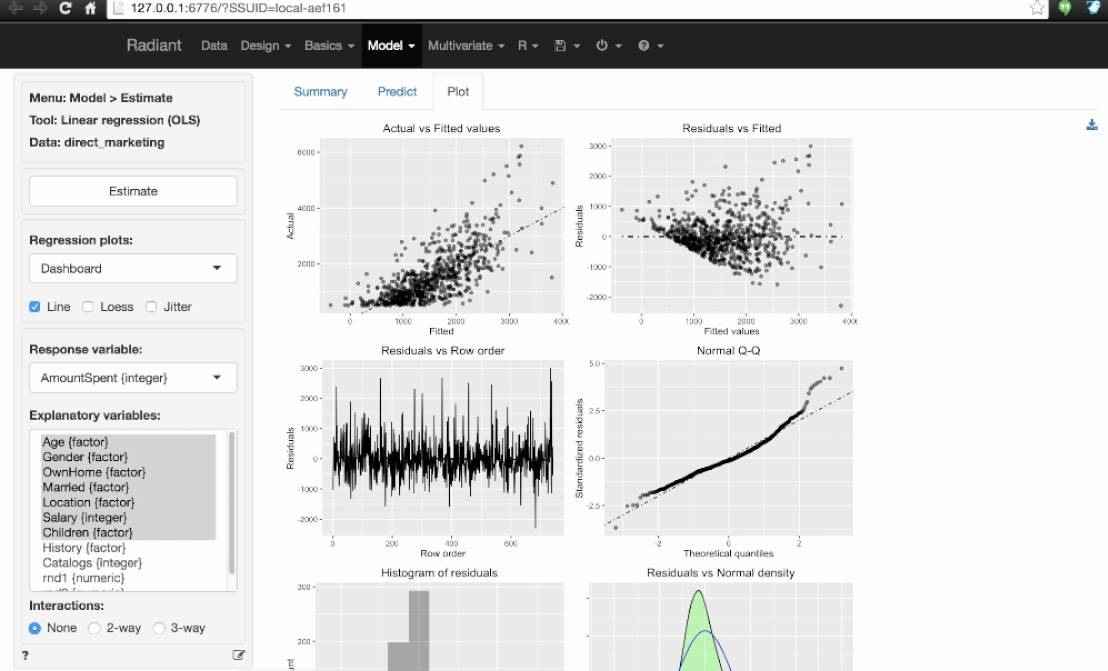 127.0.0.1:6776/?SSUID=local-aef161
Radiant Data Design Basics Model Multivariate R ?
Menu: Model > Estimate
Tool: Linear regression (OLS)
Data: direct_marketing
Estimate
Regression plots:
Dashboard
Line Loess Jitter
Response variable:
AmountSpent {integer}
Explanatory variables:
Age {factor}
Gender {factor}
OwnHome {factor}
Married {factor}
Location {factor}
Salary {integer}
Children {factor}
History {factor}
Catalogs {integer}
rnd1 {numeric}
Interactions:
None 2-way 3-way
?
Summary Predict Plot
Actual vs Fitted values
6000
4000
2000
Actual
0 1000 2000 3000 400
Fitted
Residuals vs Fitted
3000
2000
1000
0
-1000
-2000
Residuals
0 1000 2000 3000 400
Fitted values
Residuals vs Row order
3000
2000
1000
0
-1000
-2000
Residuals
0 200 400 600
Row order
Normal Q-Q
5.0
2.5
0.0
-2.5
Standardized residuals
-2 0 2
Theoretical quantiles
Histogram of residuals
300
200
Residuals vs Normal density